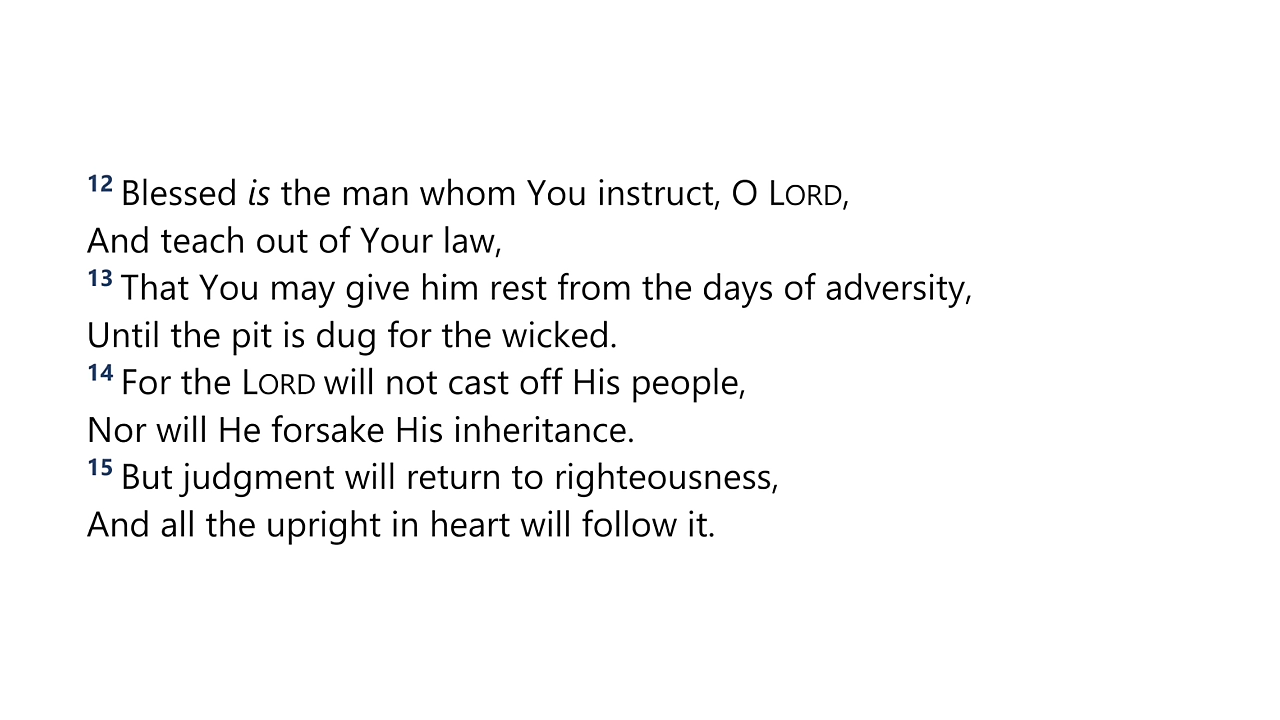 12 Blessed is the man whom You instruct, O LORD,
And teach out of Your law,
13 That You may give him rest from the days of adversity,
Until the pit is dug for the wicked.
14 For the LORD will not cast off His people,
Nor will He forsake His inheritance.
15 But judgment will return to righteousness,
And all the upright in heart will follow it.